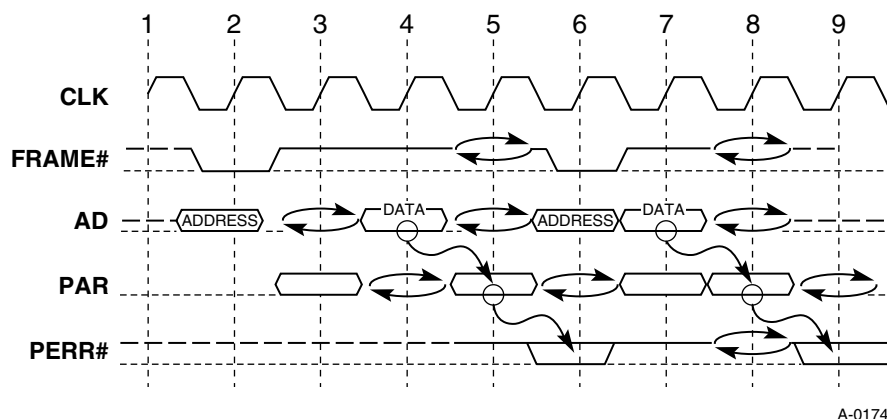 1 2 3 4 5 6 7 8 9
CLK
FRAME#
AD ADDRESS DATA ADDRESS DATA
PAR
PERR#
A-0174